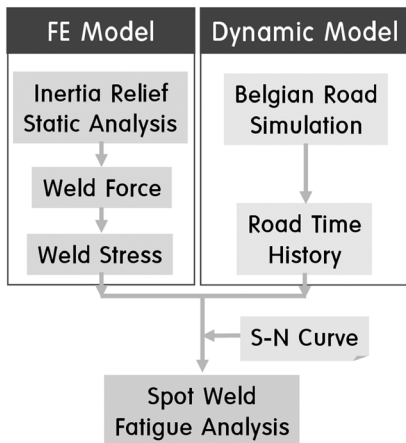 FE Model
Inertia Relief
Static Analysis
Weld Force
Weld Stress
Dynamic Model
Belgian Road
Simulation
Road Time
History
S-N Curve
Spot Weld
Fatigue Analysis